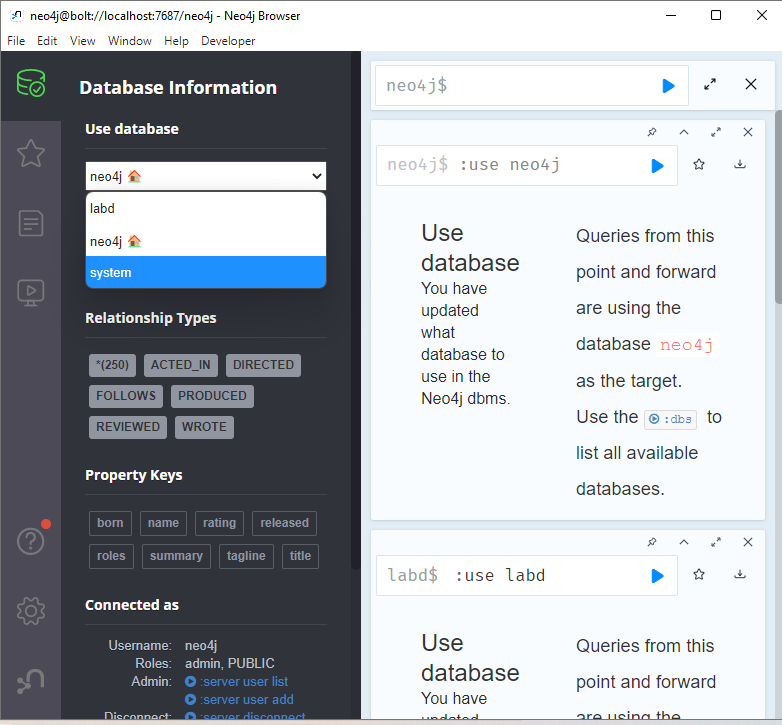 neo4j@bolt://localhost:7687/neo4j - Neo4j Browser
File Edit View Window Help Developer
Database Information
Use database
neo4j
labd
neo4j
system
Relationship Types
*(250) ACTED_IN DIRECTED
FOLLOWS PRODUCED
REVIEWED WROTE
Property Keys
born name rating released
roles summary tagline title
Connected as
Username: neo4j
Roles: admin, PUBLIC
Admin: :server user list
:server user add
Disconnect: :server disconnect
neo4j$
neo4j$ :use neo4j
Use
database
You have
updated
what
database to
use in the
Neo4j dbms.
Queries from this
point and forward
are using the
database neo4j
as the target.
Use the :dbs to
list all available
databases.
labd$ :use labd
Use
database
You have
updated
Queries from this
point and forward
are using the